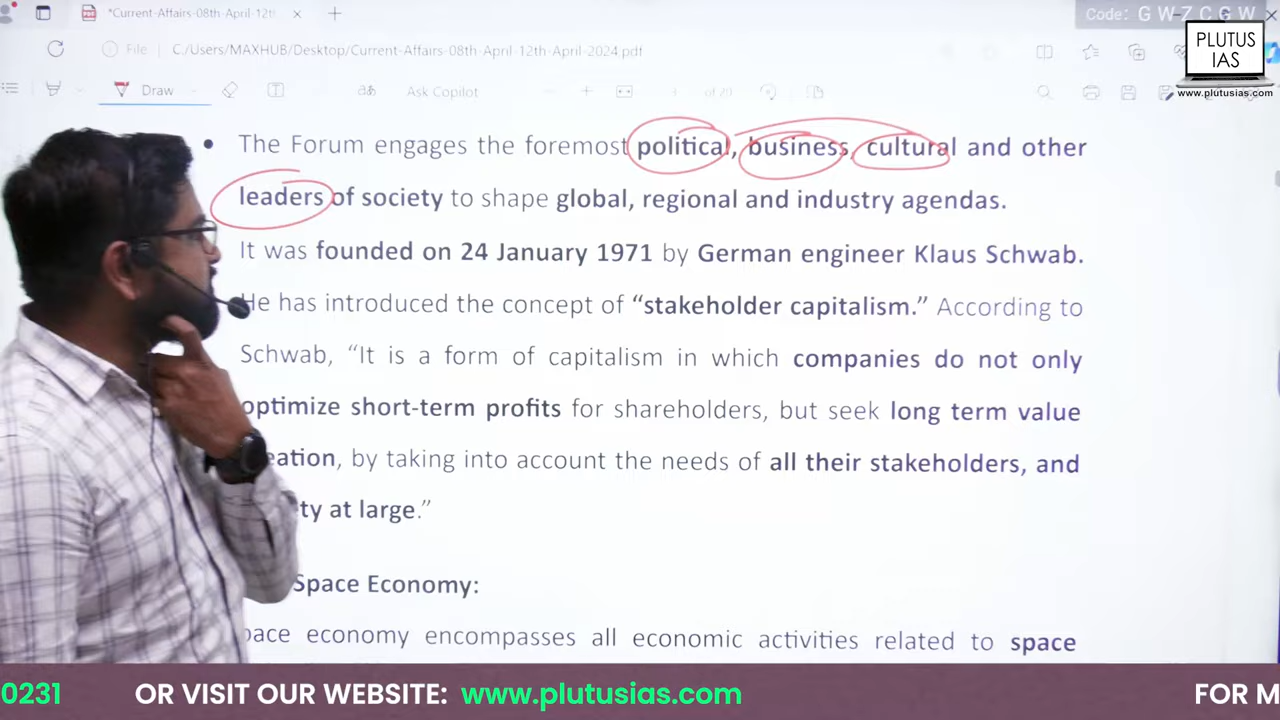 *Current-Affairs-08th-April-12th
Code: G W Z C G W
File C:/Users/MAXHUB/Desktop/Current-Affairs-08th-April-12th-April-2024.pdf
PLUTUS
IAS
www.plutusias.com
Draw
Ask Copilot
of 20
The Forum engages the foremost political, business, cultural and other
leaders of society to shape global, regional and industry agendas.
It was founded on 24 January 1971 by German engineer Klaus Schwab.
He has introduced the concept of “stakeholder capitalism.” According to
Schwab, “It is a form of capitalism in which companies do not only
optimize short-term profits for shareholders, but seek long term value
eation, by taking into account the needs of all their stakeholders, and
ty at large.”
Space Economy:
pace economy encompasses all economic activities related to space
0231 OR VISIT OUR WEBSITE: www.plutusias.com FOR M